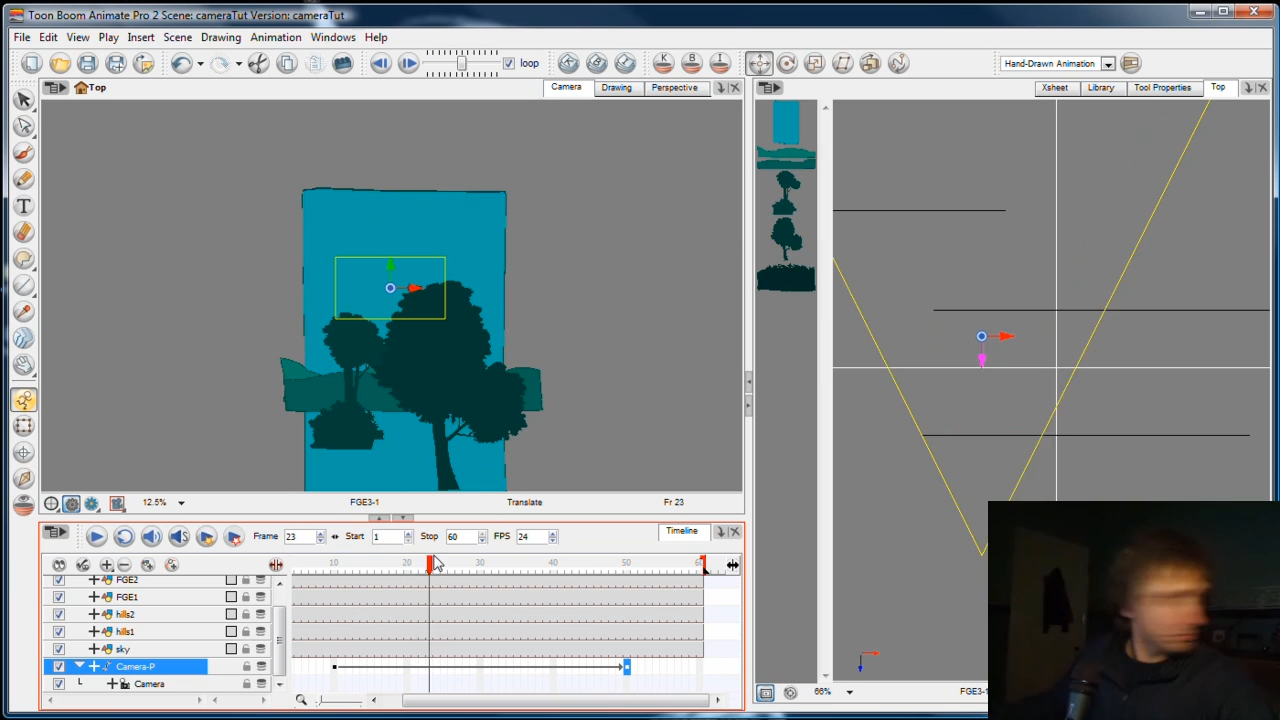 Toon Boom Animate Pro 2 Scene: cameraTut Version: cameraTut
File Edit View Play Insert Scene Drawing Animation Windows Help
loop K B I Hand-Drawn Animation
Top Camera Drawing Perspective Xsheet Library Tool Properties Top
T
12.5% FGE3-1 Translate Fr 23
Frame 23 Start 1 Stop 60 FPS 24 Timeline
10 20 30 40 50
FGE2
FGE1
hills2
hills1
sky
Camera-P
Camera
66% FGE3-1